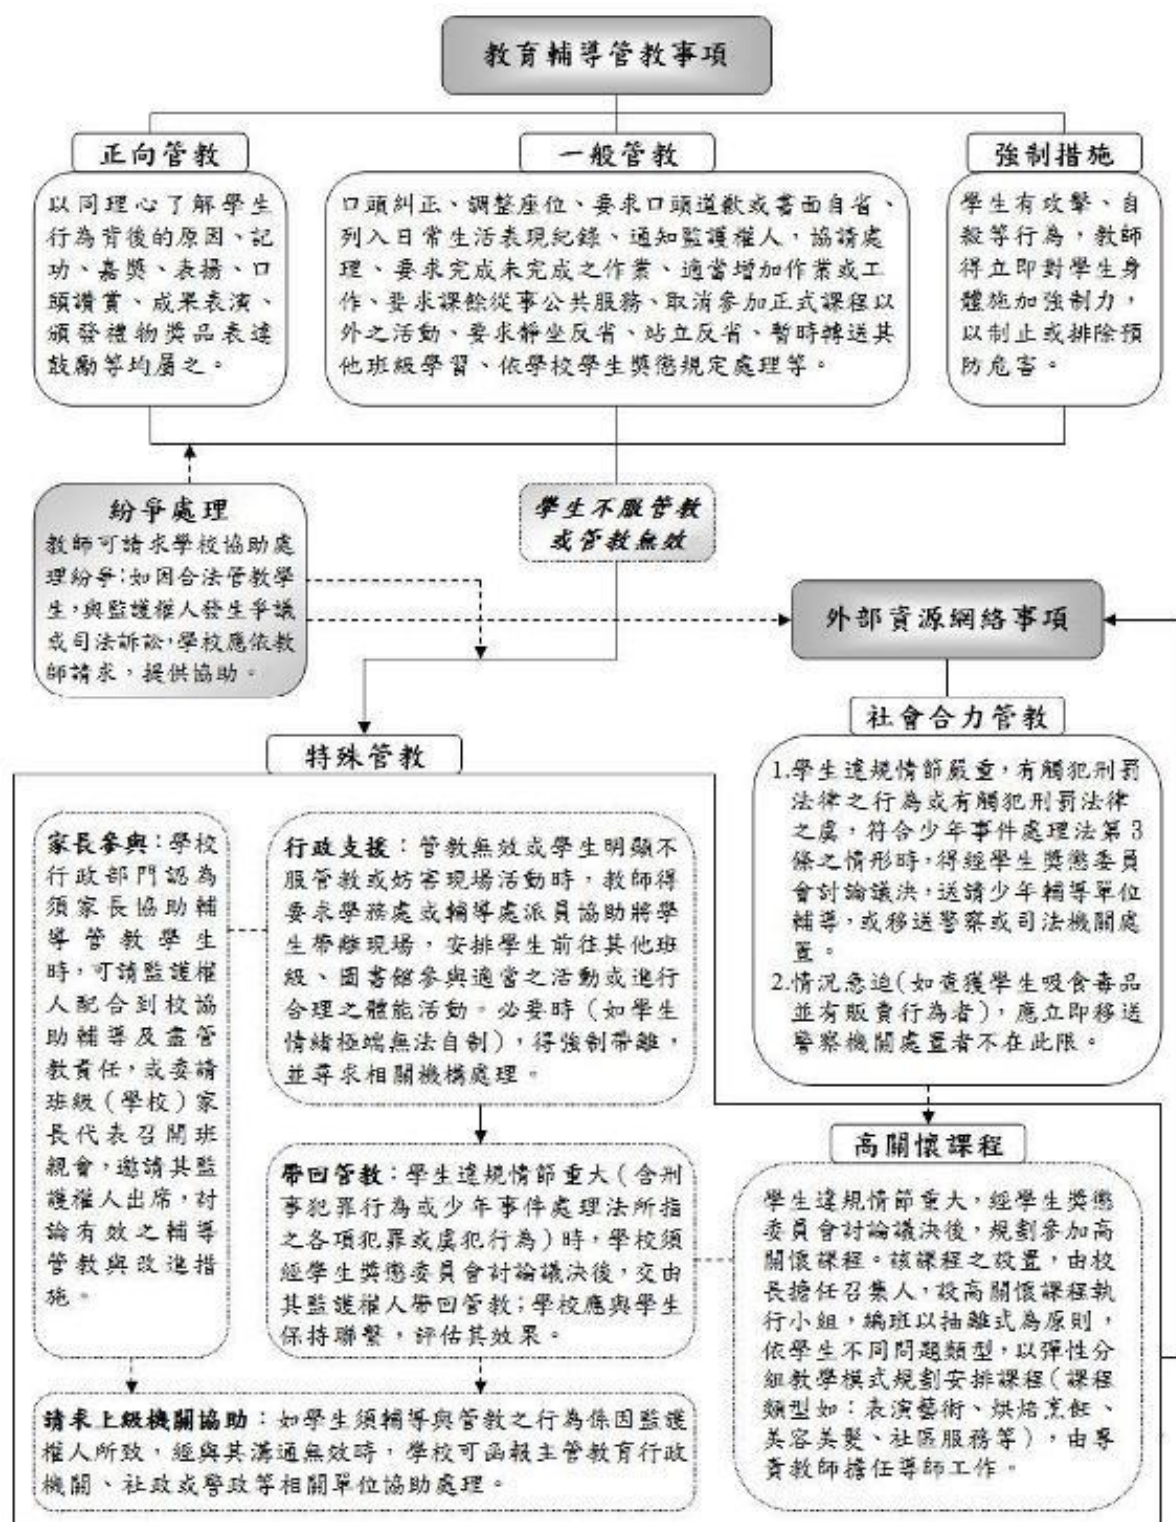 教育輔導管教事項
正向管教
以同理心了解學生
行為背後的原因、記
功、嘉獎、表揚、口
頭讚賞、成果表演、
頒發禮物獎品表達
鼓勵等均屬之。
一般管教
口頭糾正、調整座位、要求口頭道歉或書面自省、
列入日常生活表現紀錄、通知監護權人，協請處
理、要求完成未完成之作業、適當增加作業或工
作、要求課餘從事公共服務、取消參加正式課程以
外之活動、要求靜坐反省、站立反省、暫時轉送其
他班級學習、依學校學生獎懲規定處理等。
強制措施
學生有攻擊、自
殺等行為，教師
得立即對學生身
體施加強制力，
以制止或排除預
防危害。
紛爭處理
教師可請求學校協助處
理紛爭；如因合法管教學
生，與監護權人發生爭議
或司法訴訟，學校應依教
師請求，提供協助。
學生不服管教
或管教無效
外部資源網絡事項
社會合力管教
1.學生違規情節嚴重，有觸犯刑罰
法律之行為或有觸犯刑罰法律
之虞，符合少年事件處理法第3
條之情形時，得經學生獎懲委員
會討論議決，送請少年輔導單位
輔導，或移送警察或司法機關處
置。
2.情況急迫（如查獲學生吸食毒品
並有販賣行為者），應立即移送
警察機關處置者不在此限。
特殊管教
家長參與：學校
行政部門認為
須家長協助輔
導管教學生
時，可請監護權
人配合到校協
助輔導及盡管
教責任，或委請
班級（學校）家
長代表召開班
親會，邀請其監
護權人出席，討
論有效之輔導
管教與改進措
施。
行政支援：管教無效或學生明顯不
服管教或妨害現場活動時，教師得
要求學務處或輔導處派員協助將學
生帶離現場，安排學生前往其他班
級、圖書館參與適當之活動或進行
合理之體能活動。必要時（如學生
情緒極端無法自制），得強制帶離，
並尋求相關機構處理。
帶回管教：學生違規情節重大（含刑
事犯罪行為或少年事件處理法所指
之各項犯罪或虞犯行為）時，學校須
經學生獎懲委員會討論議決後，交由
其監護權人帶回管教；學校應與學生
保持聯繫，評估其效果。
請求上級機關協助：如學生須輔導與管教之行為係因監護
權人所致，經與其溝通無效時，學校可函報主管教育行政
機關、社政或警政等相關單位協助處理。
高關懷課程
學生違規情節重大，經學生獎懲
委員會討論議決後，規劃參加高
關懷課程。該課程之設置，由校
長擔任召集人，設高關懷課程執
行小組，編班以抽離式為原則，
依學生不同問題類型，以彈性分
組教學模式規劃安排課程（課程
類型如：表演藝術、烘焙烹飪、
美容美髮、社區服務等），由專
責教師擔任導師工作。